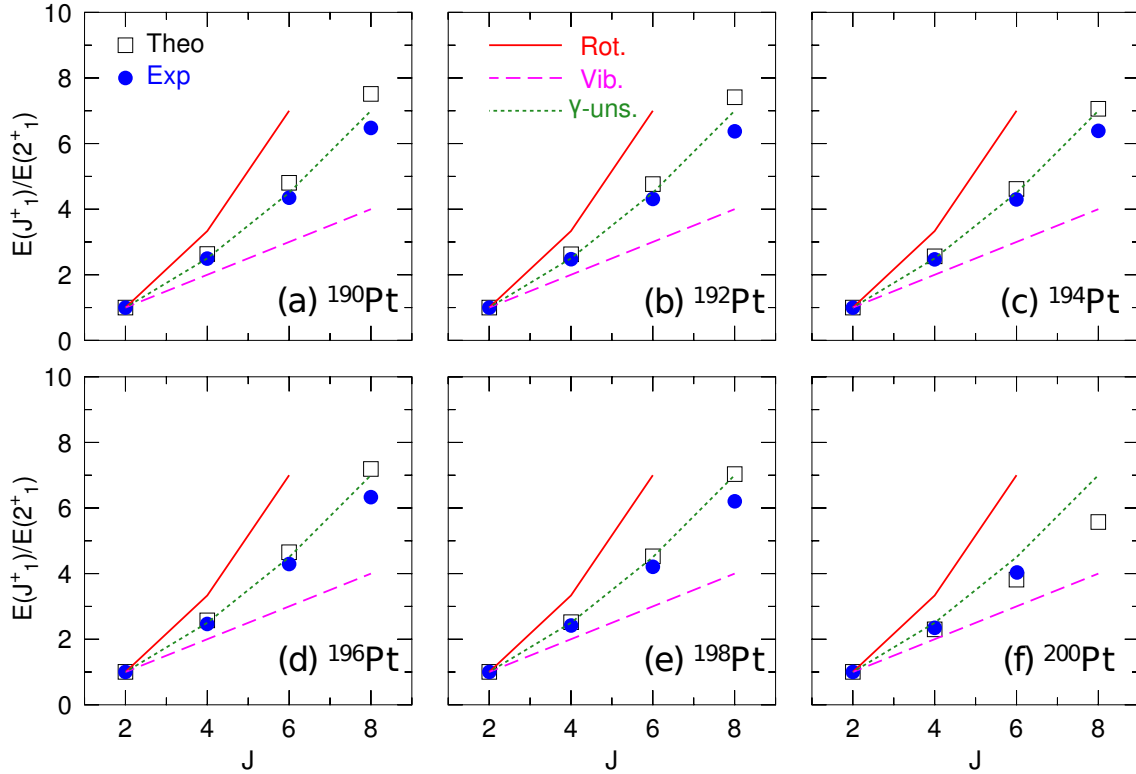 10
8
6
4
2
0
E(J⁺₁)/E(2⁺₁)
Theo
Exp
(a) ¹⁹⁰Pt
Rot.
Vib.
γ-uns.
(b) ¹⁹²Pt
(c) ¹⁹⁴Pt
10
8
6
4
2
0
E(J⁺₁)/E(2⁺₁)
(d) ¹⁹⁶Pt
(e) ¹⁹⁸Pt
(f) ²⁰⁰Pt
2 4 6 8
2 4 6 8
2 4 6 8
J
J
J